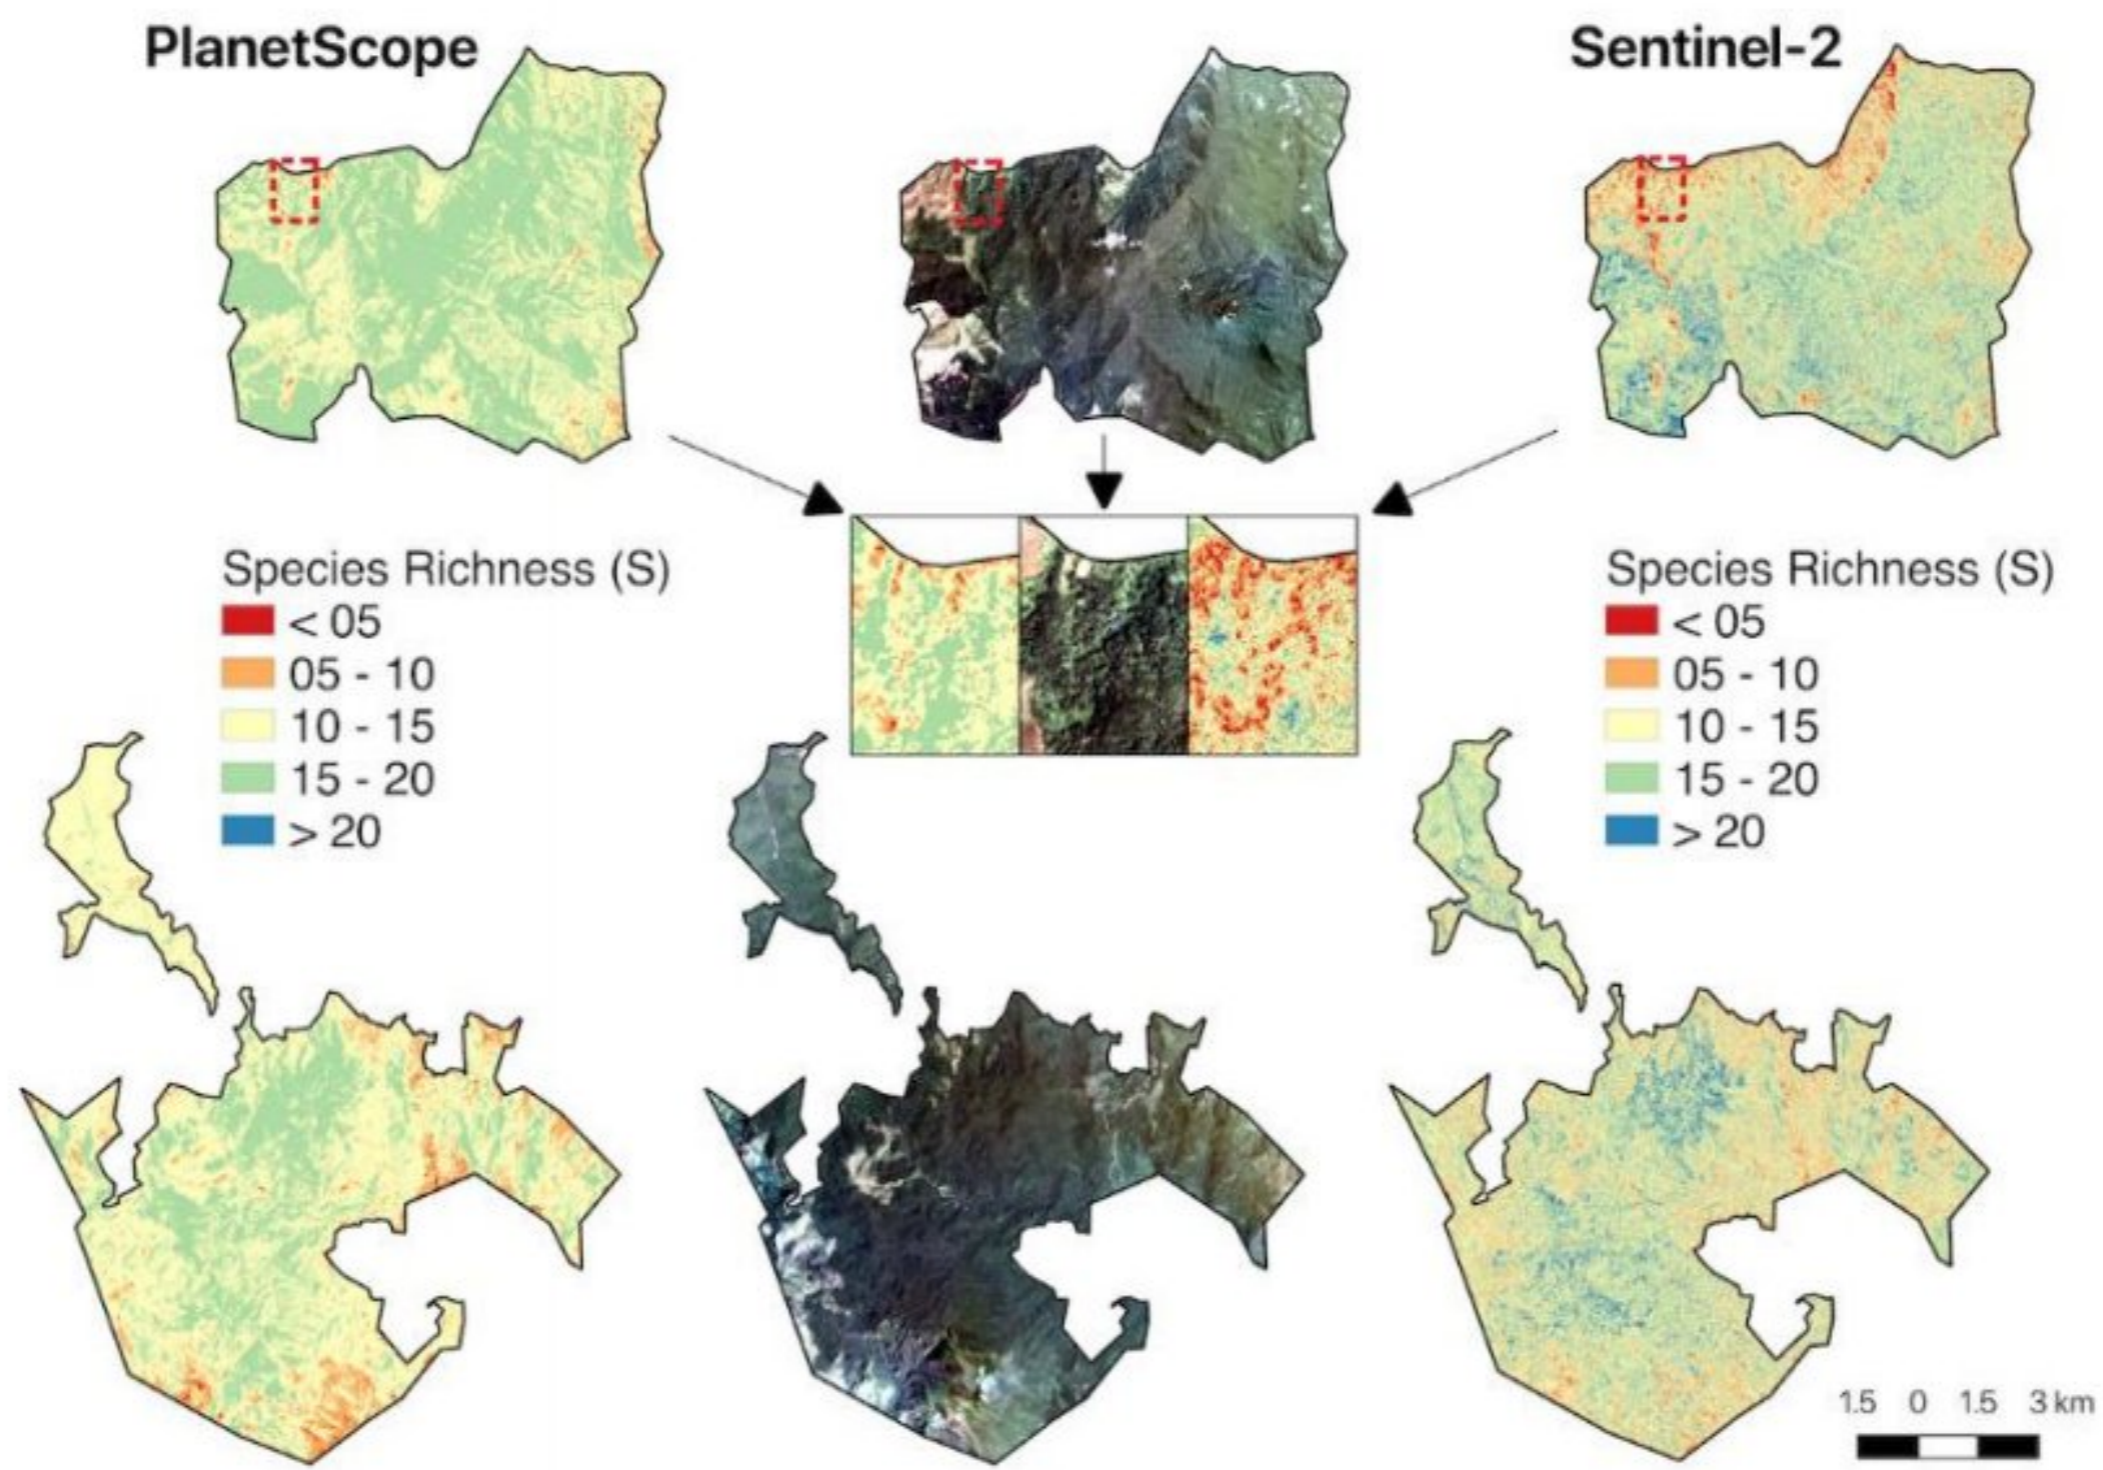 PlanetScope
Sentinel-2
Species Richness (S)
< 05
05 - 10
10 - 15
15 - 20
> 20
Species Richness (S)
< 05
05 - 10
10 - 15
15 - 20
> 20
1.5 0 1.5 3 km